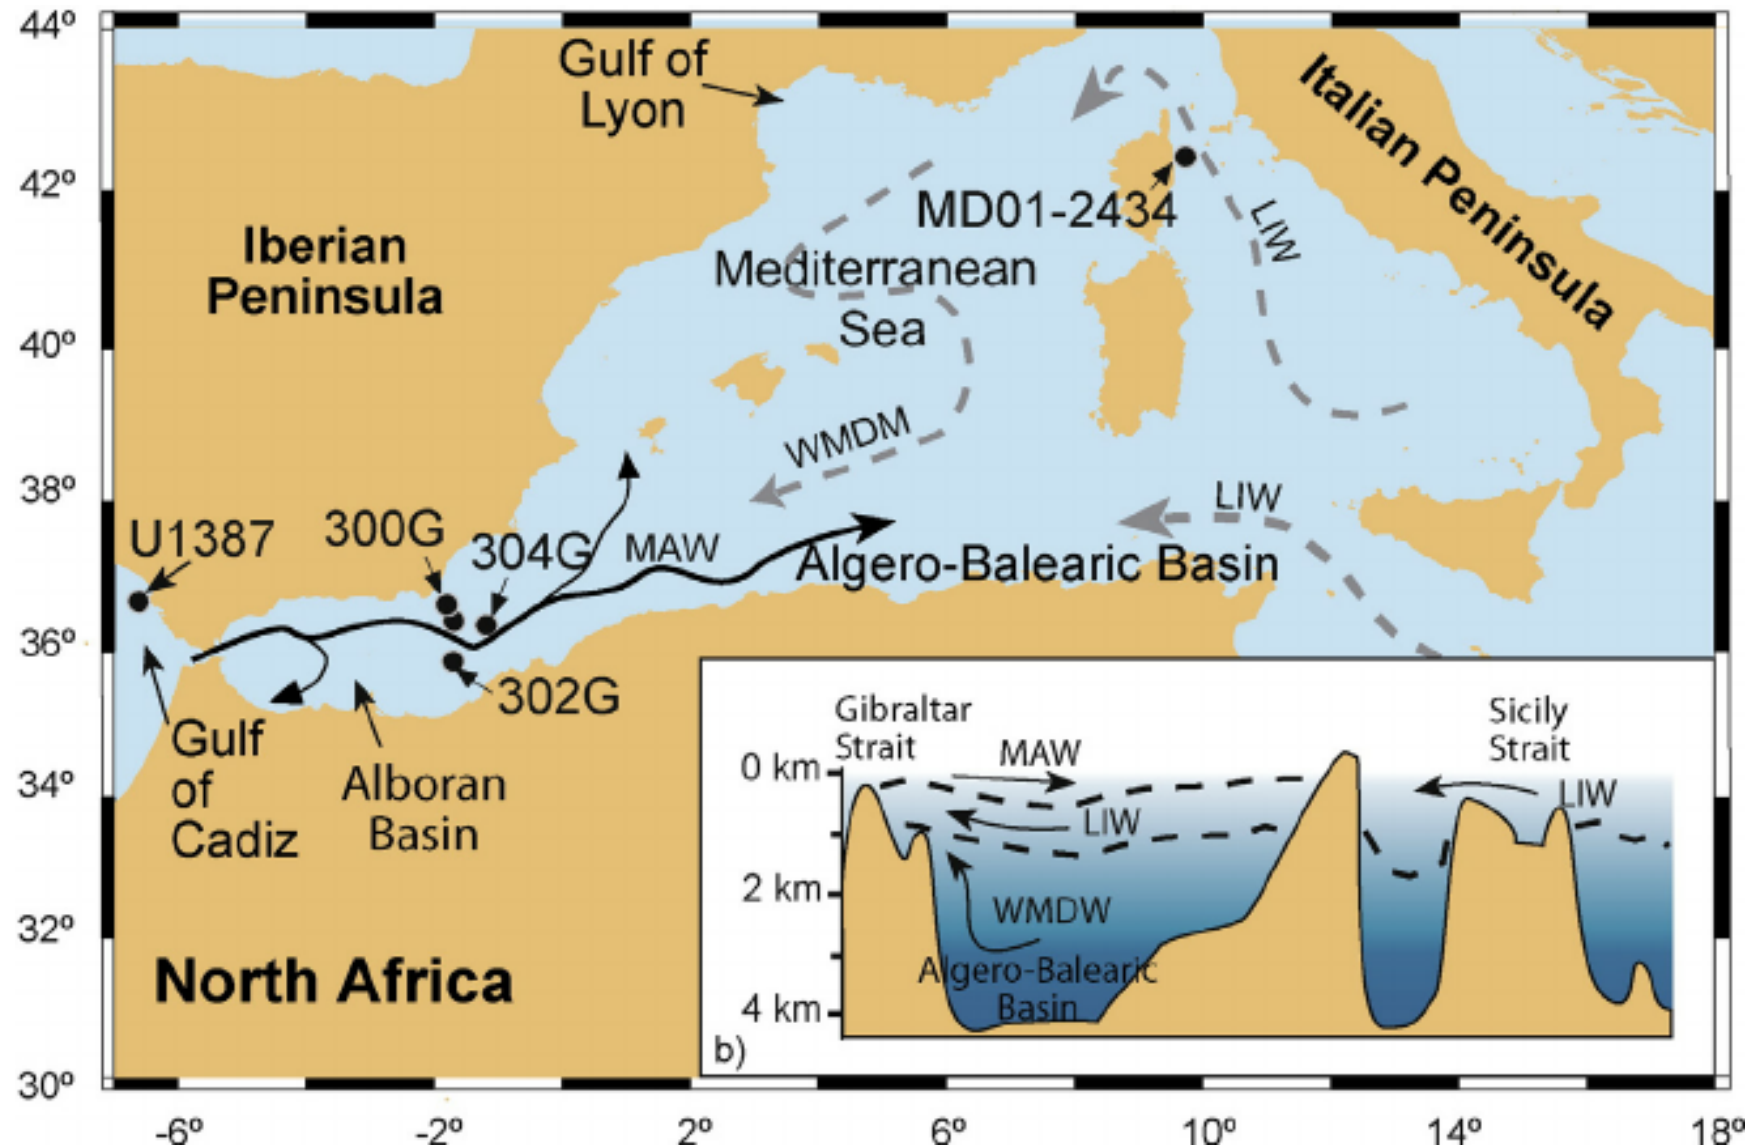 44º
42º
40º
38º
36º
34º
32º
30º
-6º
-2º
2º
6º
10º
14º
18º
Gulf of
Lyon
Italian Peninsula
Iberian
Peninsula
MD01-2434
LIW
Mediterranean
Sea
WMDM
LIW
U1387
300G
304G
MAW
Algero-Balearic Basin
302G
Gulf
of
Cadiz
Alboran
Basin
North Africa
Gibraltar
Strait
MAW
Sicily
Strait
0 km
LIW
LIW
2 km
WMDW
Algero-Balearic
Basin
4 km
b)